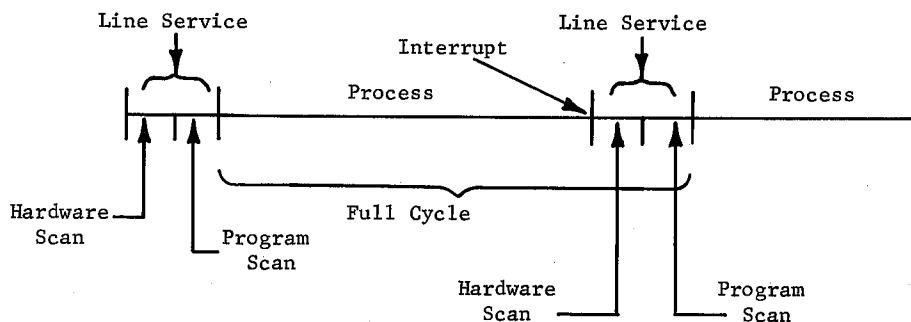 Line Service
Line Service
Interrupt
Process
Process
Full Cycle
Hardware
Scan
Program
Scan
Hardware
Scan
Program
Scan